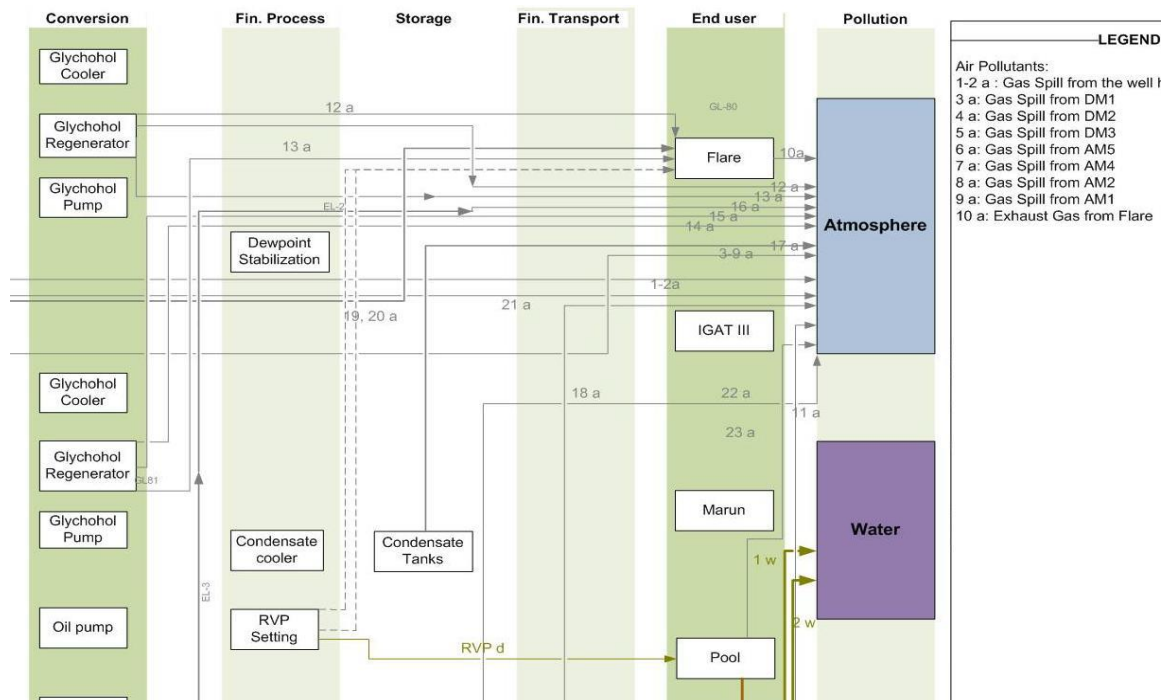 Conversion Fin. Process Storage Fin. Transport End user Pollution
LEGEND
Air Pollutants:
1-2 a : Gas Spill from the well h
3 a: Gas Spill from DM1
4 a: Gas Spill from DM2
5 a: Gas Spill from DM3
6 a: Gas Spill from AM5
7 a: Gas Spill from AM4
8 a: Gas Spill from AM2
9 a: Gas Spill from AM1
10 a: Exhaust Gas from Flare
Glychohol
Cooler
12 a
GL-80
Glychohol
Regenerator
13 a
Flare
10a
Glychohol
Pump
EL-2
12 a
13 a
16 a
15 a
14 a
Atmosphere
Dewpoint
Stabilization
17 a
3-9 a
1-2a
21 a
19, 20 a
IGAT III
Glychohol
Cooler
18 a
22 a
11 a
23 a
Glychohol
Regenerator
GL81
Marun
Water
Glychohol
Pump
Condensate
cooler
Condensate
Tanks
1 w
EL-3
Oil pump
RVP
Setting
RVP d
2 w
Pool